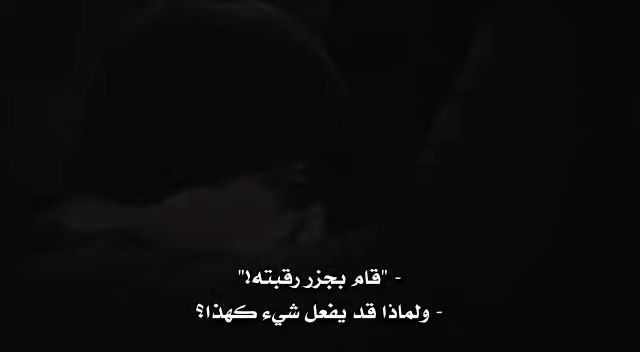 - "قام بجزر رقبته!"
- ولماذا قد يفعل شيء كهذا؟